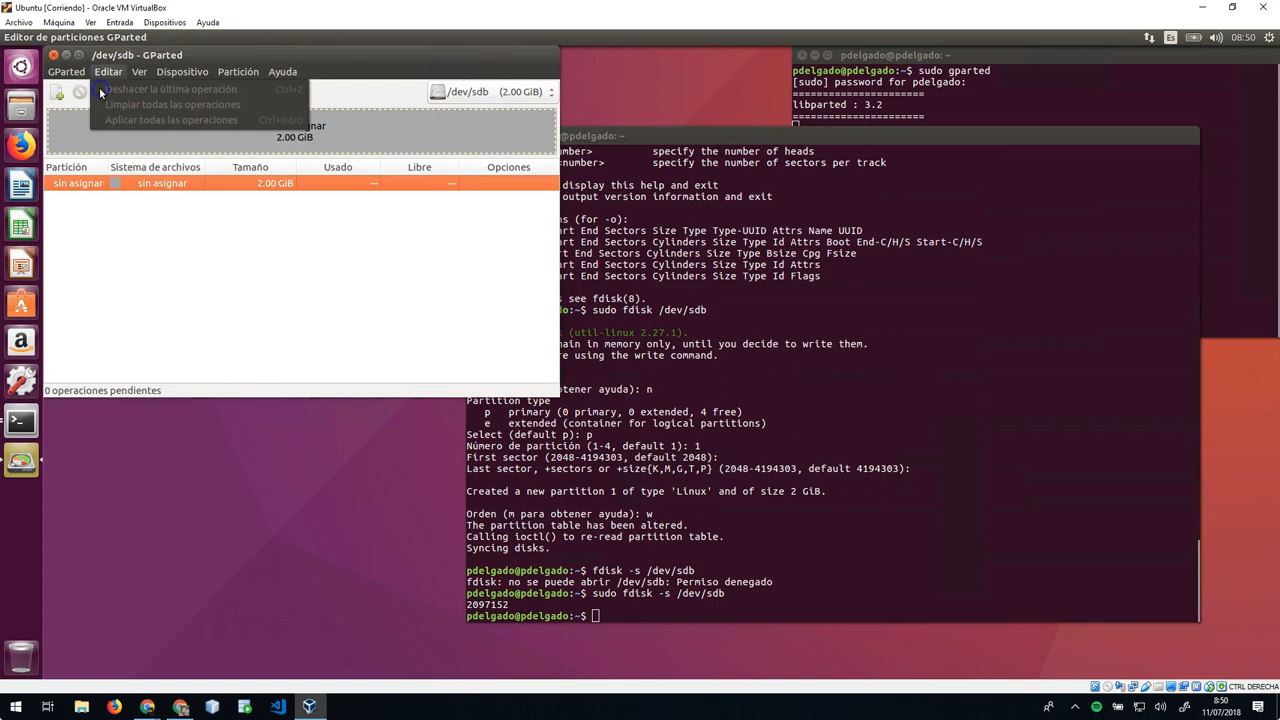 Ubuntu [Corriendo] - Oracle VM VirtualBox
Archivo Máquina Ver Entrada Dispositivos Ayuda
Editor de particiones GParted
Es
08:50
/dev/sdb - GParted
GParted Editar Ver Dispositivo Partición Ayuda
Deshacer la última operación Ctrl+Z
Limpiar todas las operaciones
Aplicar todas las operaciones Ctrl+Intro
/dev/sdb (2.00 GiB)
2.00 GiB
Partición Sistema de archivos Tamaño Usado Libre Opciones
sin asignar sin asignar 2.00 GiB — —
0 operaciones pendientes
pdelgado@pdelgado: ~
pdelgado@pdelgado:~$ sudo gparted
[sudo] password for pdelgado:
======================
libparted : 3.2
======================
: ~
specify the number of heads
<number> specify the number of sectors per track
display this help and exit
output version information and exit
ns (for -o):
art End Sectors Size Type Type-UUID Attrs Name UUID
art End Sectors Cylinders Size Type Id Attrs Boot End-C/H/S Start-C/H/S
art End Sectors Cylinders Size Type Bsize Cpg Fsize
art End Sectors Cylinders Size Type Id Attrs
art End Sectors Cylinders Size Type Id Flags
s see fdisk(8).
do:~$ sudo fdisk /dev/sdb
(util-linux 2.27.1).
main in memory only, until you decide to write them.
re using the write command.
obtener ayuda): n
Partition type
p primary (0 primary, 0 extended, 4 free)
e extended (container for logical partitions)
Select (default p): p
Número de partición (1-4, default 1): 1
First sector (2048-4194303, default 2048):
Last sector, +sectors or +size{K,M,G,T,P} (2048-4194303, default 4194303):
Created a new partition 1 of type 'Linux' and of size 2 GiB.
Orden (m para obtener ayuda): w
The partition table has been altered.
Calling ioctl() to re-read partition table.
Syncing disks.
pdelgado@pdelgado:~$ fdisk -s /dev/sdb
fdisk: no se puede abrir /dev/sdb: Permiso denegado
pdelgado@pdelgado:~$ sudo fdisk -s /dev/sdb
2097152
pdelgado@pdelgado:~$
CTRL DERECHA
8:50
11/07/2018